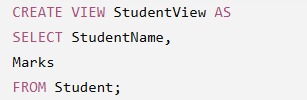 CREATE VIEW StudentView AS
SELECT StudentName,
Marks
FROM Student;